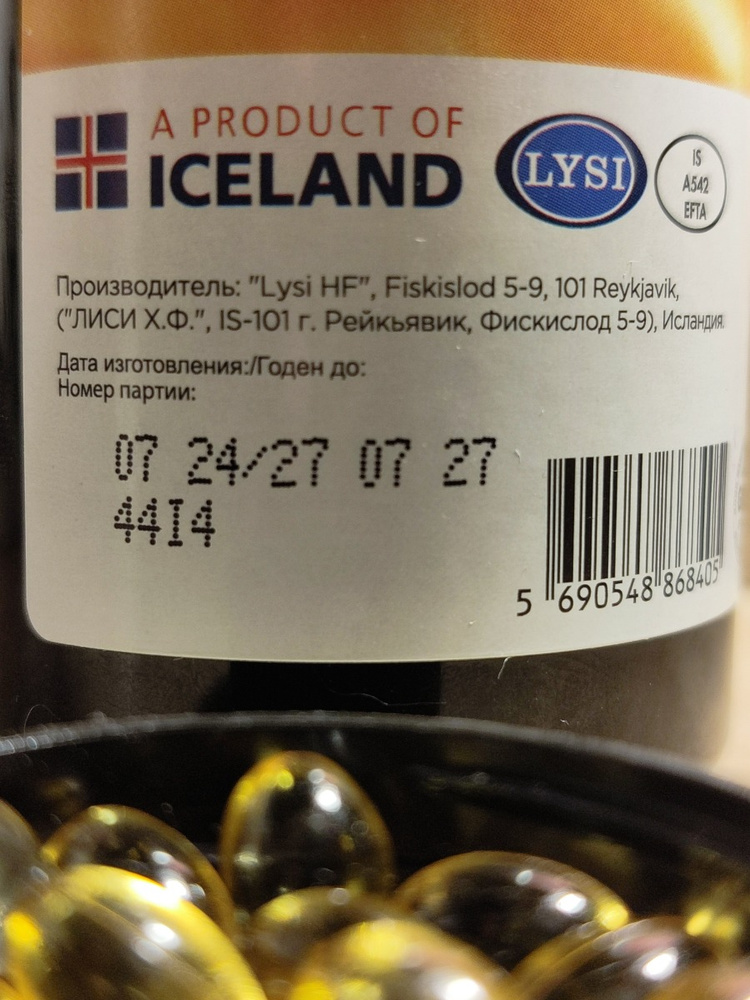 A PRODUCT OF
ICELAND
LYSI
IS
A542
EFTA
Производитель: "Lysi HF", Fiskislod 5-9, 101 Reykjavik,
("ЛИСИ Х.Ф.", IS-101 г. Рейкьявик, Фискислод 5-9), Исландия.
Дата изготовления:/Годен до:
Номер партии:
07 24/27 07 27
44I4
5 690548 868405